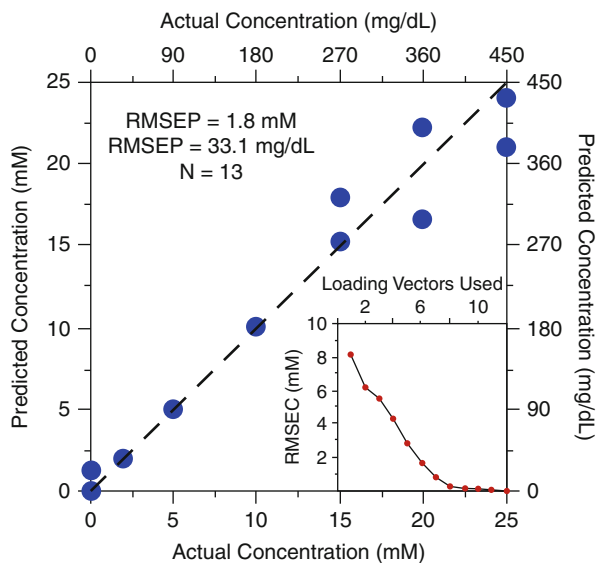 Actual Concentration (mg/dL)
0 90 180 270 360 450
25
20
15
10
5
0
Predicted Concentration (mM)
RMSEP = 1.8 mM
RMSEP = 33.1 mg/dL
N = 13
450
360
270
180
90
0
Predicted Concentration (mg/dL)
Loading Vectors Used
2 6 10
10
8
6
4
2
RMSEC (mM)
0 5 10 15 20 25
Actual Concentration (mM)